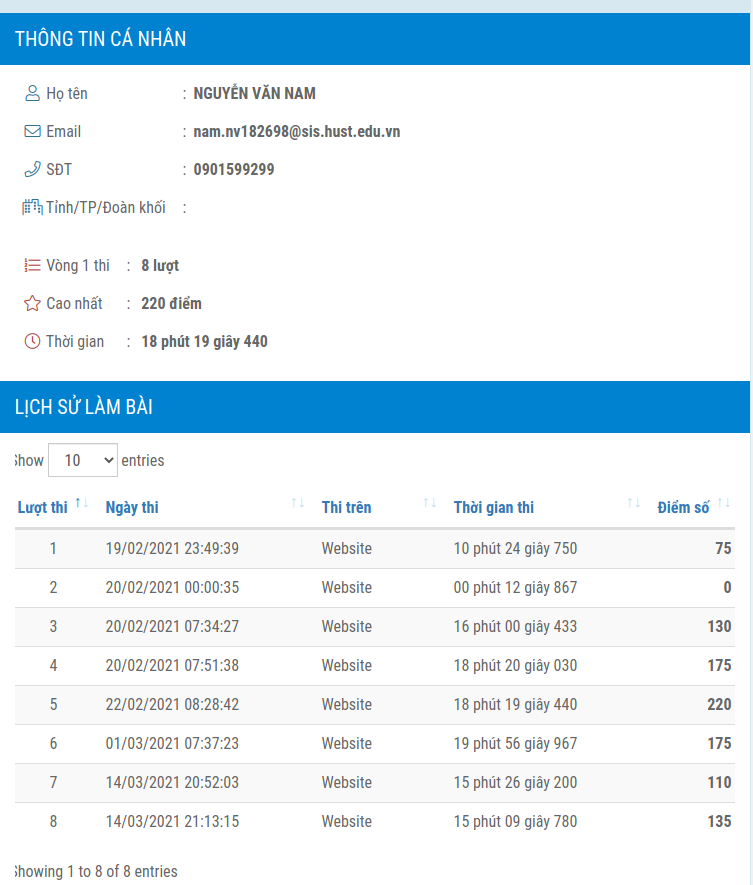 THÔNG TIN CÁ NHÂN
Họ tên : NGUYỄN VĂN NAM
Email : nam.nv182698@sis.hust.edu.vn
SĐT : 0901599299
Tỉnh/TP/Đoàn khối :
Vòng 1 thi : 8 lượt
Cao nhất : 220 điểm
Thời gian : 18 phút 19 giây 440
LỊCH SỬ LÀM BÀI
Show 10 entries
Lượt thi Ngày thi Thi trên Thời gian thi Điểm số
1 19/02/2021 23:49:39 Website 10 phút 24 giây 750 75
2 20/02/2021 00:00:35 Website 00 phút 12 giây 867 0
3 20/02/2021 07:34:27 Website 16 phút 00 giây 433 130
4 20/02/2021 07:51:38 Website 18 phút 20 giây 030 175
5 22/02/2021 08:28:42 Website 18 phút 19 giây 440 220
6 01/03/2021 07:37:23 Website 19 phút 56 giây 967 175
7 14/03/2021 20:52:03 Website 15 phút 26 giây 200 110
8 14/03/2021 21:13:15 Website 15 phút 09 giây 780 135
Showing 1 to 8 of 8 entries